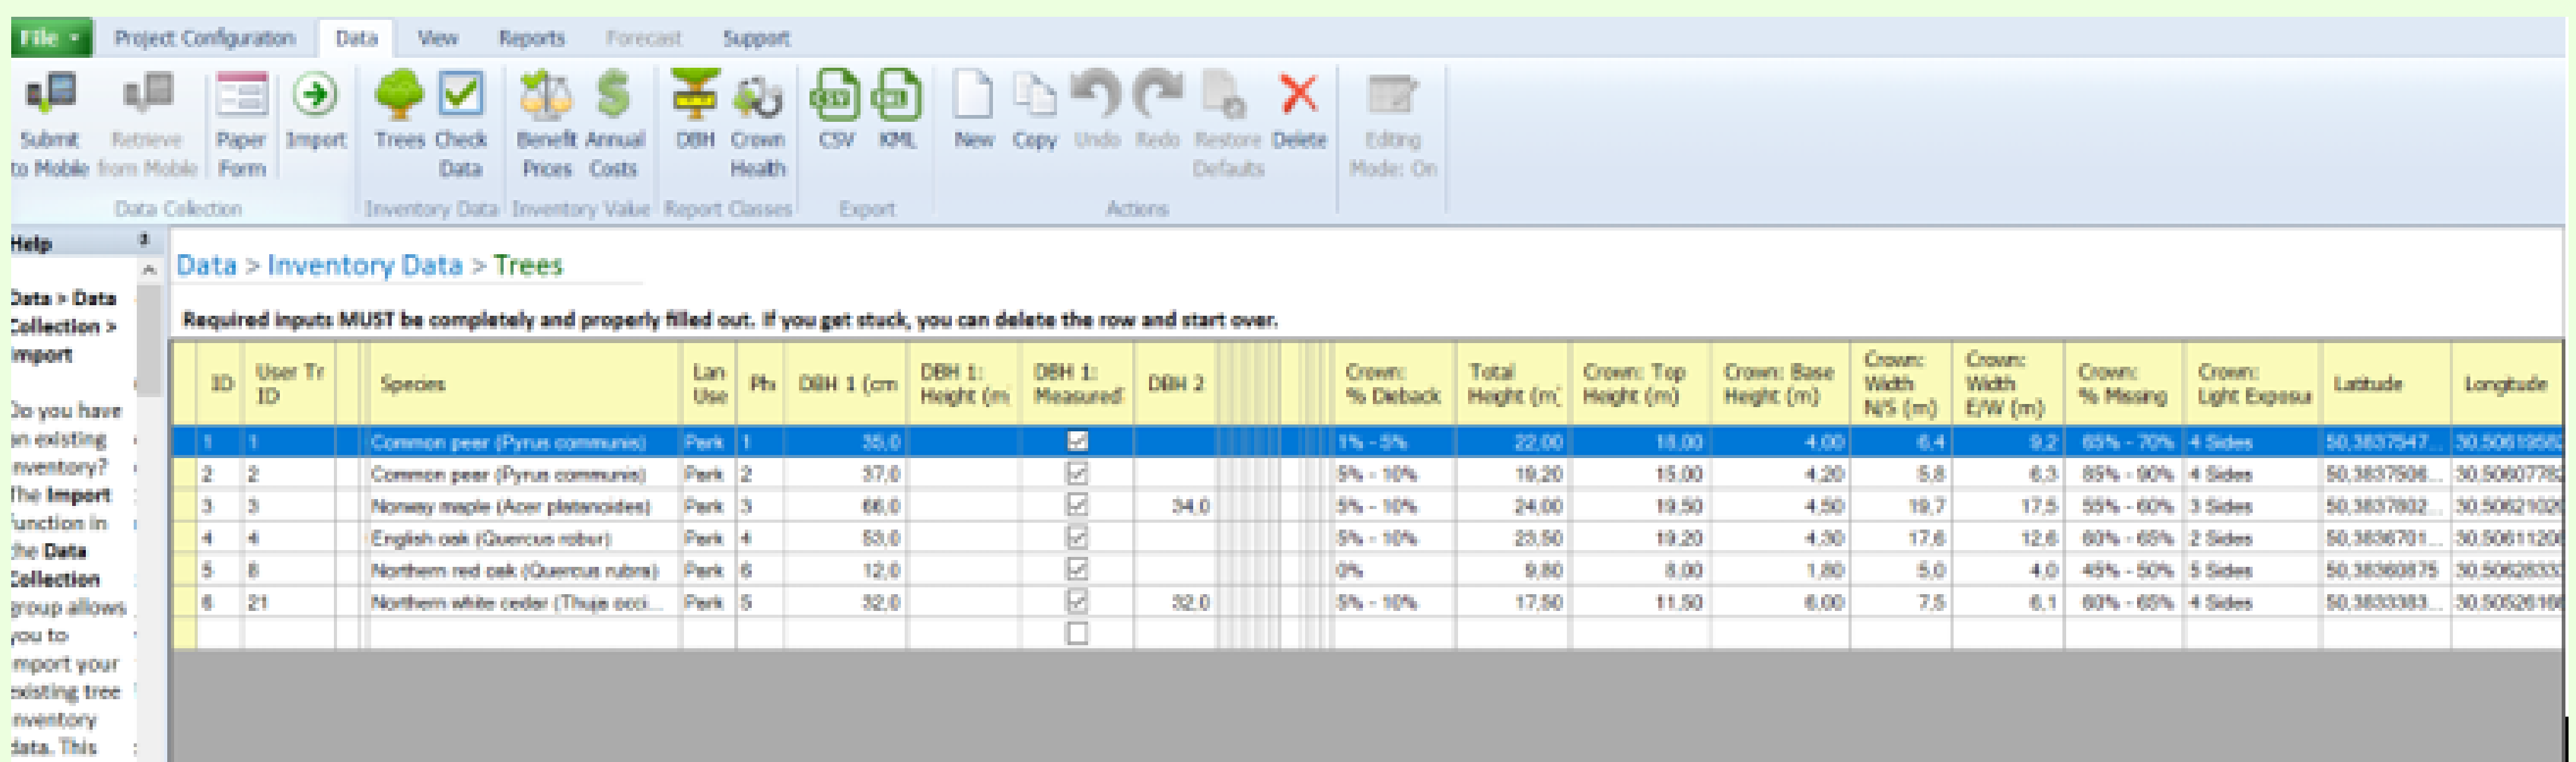 File Project Configuration Data View Reports Forecast Support
Submit to Mobile Retrieve from Mobile Paper Form Import Trees Check Data Benefit Prices Annual Costs DBH Crown Health CSV KML New Copy Undo Redo Restore Defaults Delete Editing Mode: On
Data Collection Inventory Data Inventory Value Report Classes Export Actions
Help
Data > Data
Collection >
Import
Do you have
an existing
inventory?
The Import
function in
the Data
Collection
group allows
you to
import your
existing tree
inventory
data. This
Data > Inventory Data > Trees
Required inputs MUST be completely and properly filled out. If you get stuck, you can delete the row and start over.
ID User Tr ID Species Lan Use DBH 1 (cm DBH 1: Height (m DBH 1: Measured DBH 2 Crown: % Dieback Total Height (m Crown: Top Height (m) Crown: Base Height (m) Crown: Width N/S (m) Crown: Width E/W (m) Crown: % Missing Crown: Light Exposu Latitude Longitude
1 1 Common pear (Pyrus communis) Park 1 35,0 1% - 5% 22,00 4,00 6,4 9,2 65% - 70% 4 Sides
2 2 Common pear (Pyrus communis) Park 2 37,0 5% - 10% 19,20 15,00 4,20 5,8 6,3 85% - 90% 4 Sides
3 3 Norway maple (Acer platanoides) Park 3 66,0 34,0 5% - 10% 24,00 19,50 4,50 19,7 17,5 55% - 60% 3 Sides
4 4 English oak (Quercus robur) Park 4 53,0 5% - 10% 23,50 19,20 4,30 17,6 12,6 60% - 65% 2 Sides
5 Northern red oak (Quercus rubra) Park 6 12,0 0% 9,80 8,00 1,80 5,0 4,0 45% - 50% 5 Sides
6 21 Northern white cedar (Thuja occi... Park 5 32,0 32,0 5% - 10% 17,50 11,50 6,00 7,5 6,1 60% - 65% 4 Sides